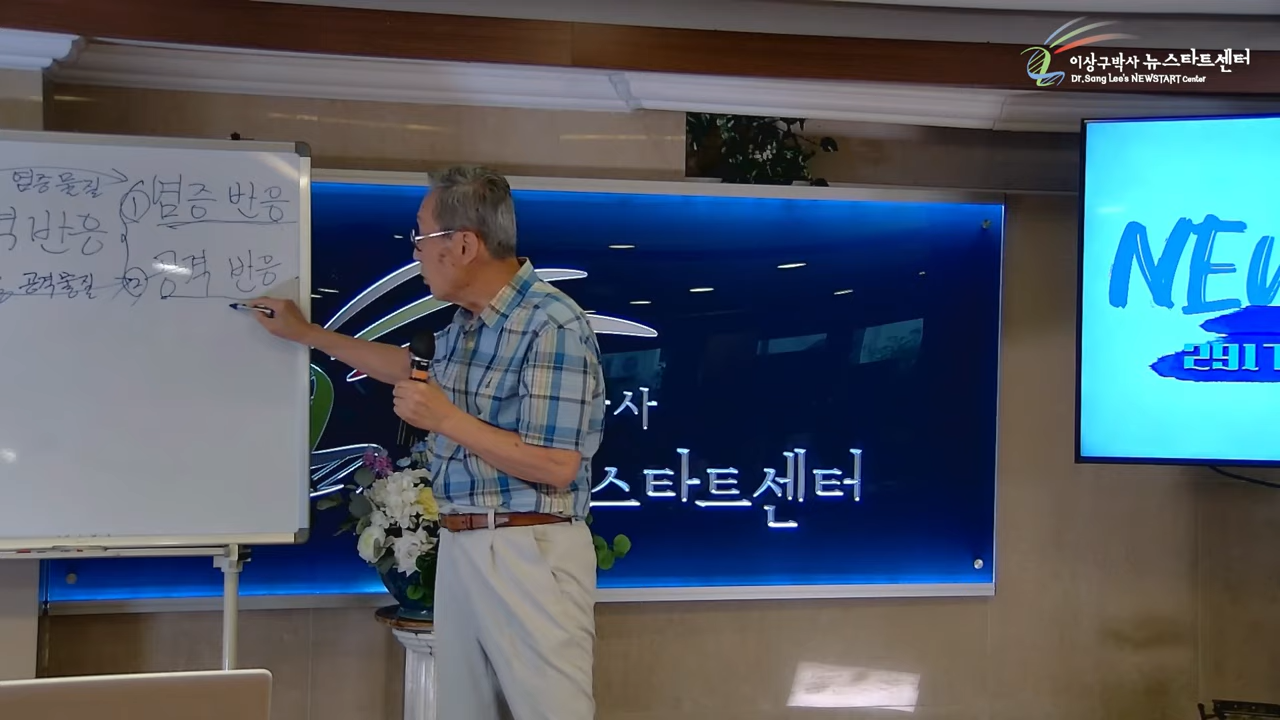 이상구박사 뉴스타트센터
Dr. Sang Lee's NEWSTART Center
염증물질
① 염증 반응
격반응
공격물질
② 공격 반응
사
스타트센터
NEW
291